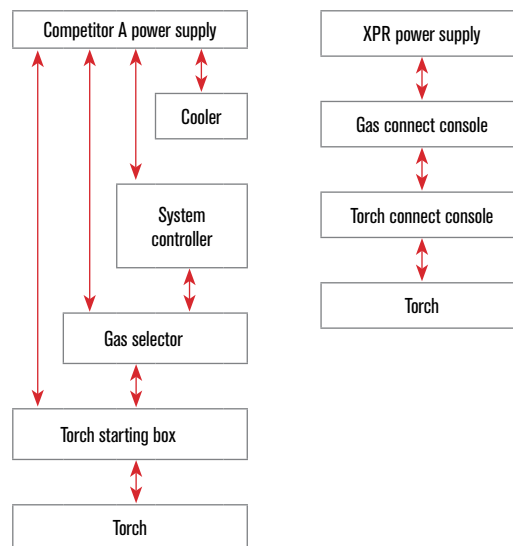 Competitor A power supply
Cooler
System
controller
Gas selector
Torch starting box
Torch
XPR power supply
Gas connect console
Torch connect console
Torch